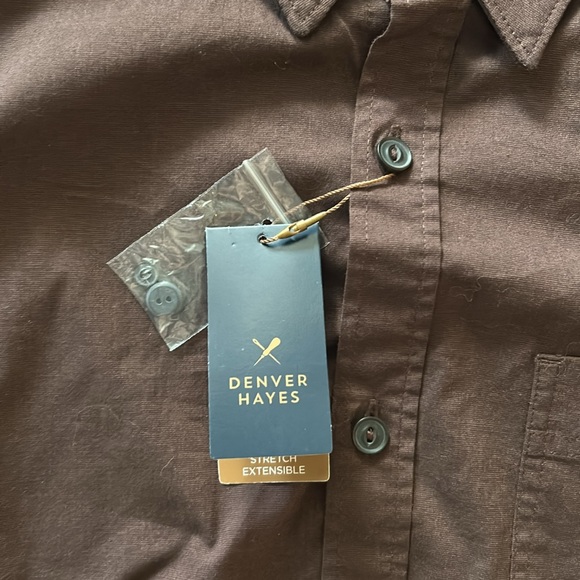 DENVER
HAYES
STRETCH
EXTENSIBLE